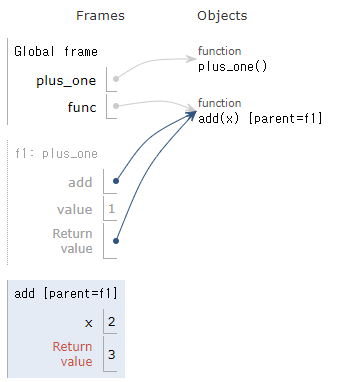 Frames Objects
Global frame
function
plus_one()
plus_one
func
function
add(x) [parent=f1]
f1: plus_one
add
value 1
Return
value
add [parent=f1]
x 2
Return
value 3